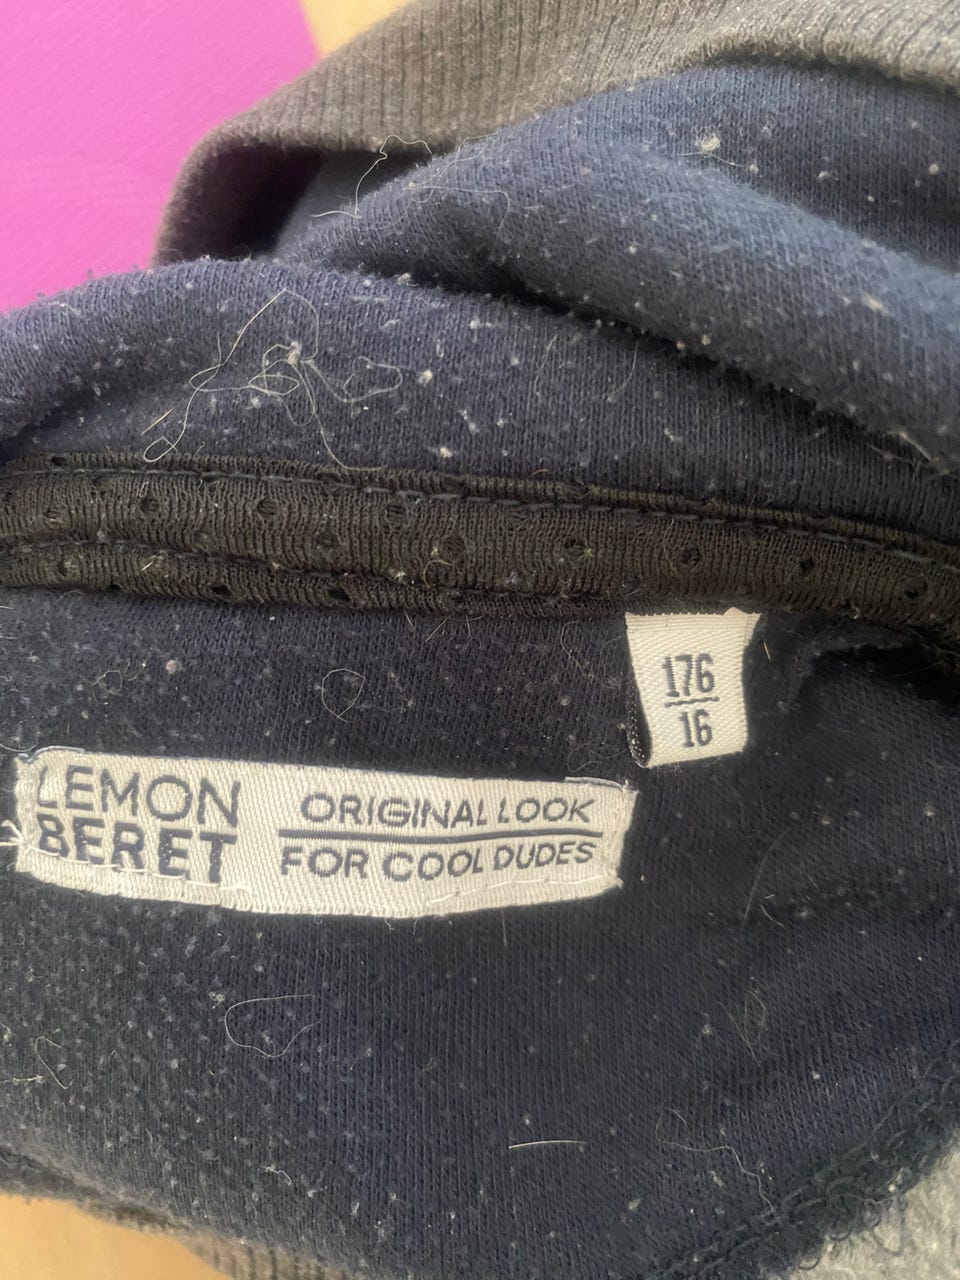 176
16
LEMON
BERET
ORIGINAL LOOK
FOR COOL DUDES